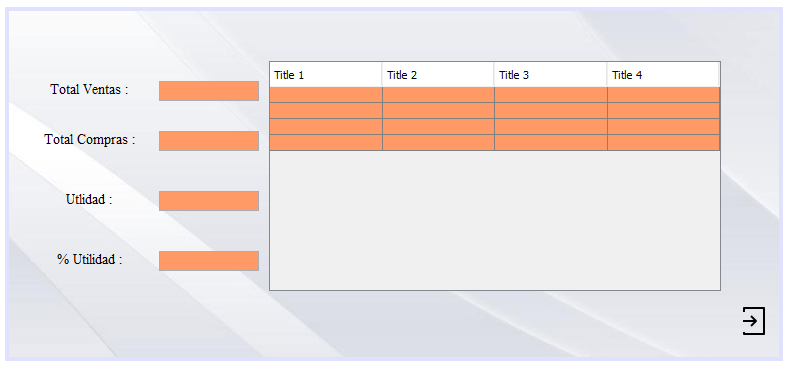 Title 1 Title 2 Title 3 Title 4
Total Ventas :
Total Compras :
Utlidad :
% Utilidad :